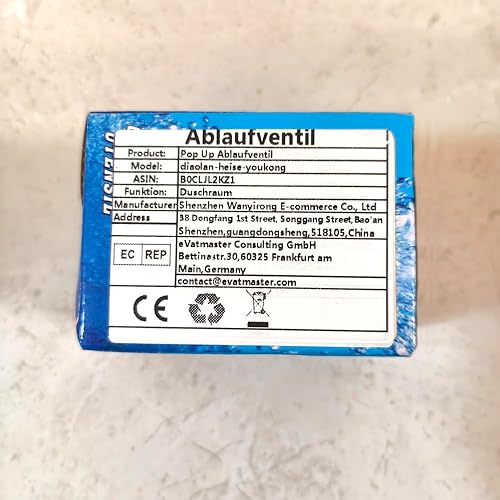 Ablaufventil
Product: Pop Up Ablaufventil
Model: diaolan-heise-youkong
ASIN: B0CLJL2KZ1
Funktion: Duschraum
Manufacturer Shenzhen Wanyirong E-commerce Co., Ltd
Address 38 Dongfang 1st Street, Songgang Street,Bao'an
Shenzhen,guangdongsheng,518105,China
EC REP
eVatmaster Consulting GmbH
Bettinastr.30,60325 Frankfurt am
Main,Germany
contact@evatmaster.com
CE